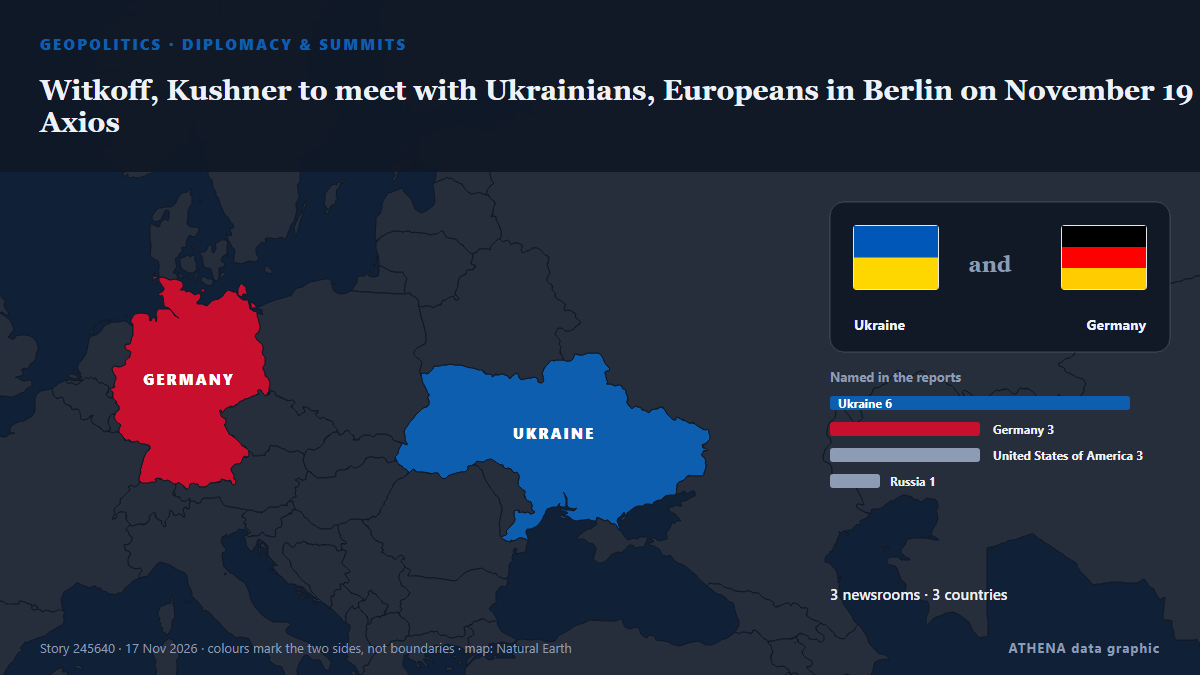 GEOPOLITICS · DIPLOMACY & SUMMITS
Witkoff, Kushner to meet with Ukrainians, Europeans in Berlin on November 19
Axios
GERMANY
UKRAINE
and
Ukraine
Germany
Named in the reports
Ukraine 6
Germany 3
United States of America 3
Russia 1
3 newsrooms · 3 countries
Story 245640 · 17 Nov 2026 · colours mark the two sides, not boundaries · map: Natural Earth
ATHENA data graphic